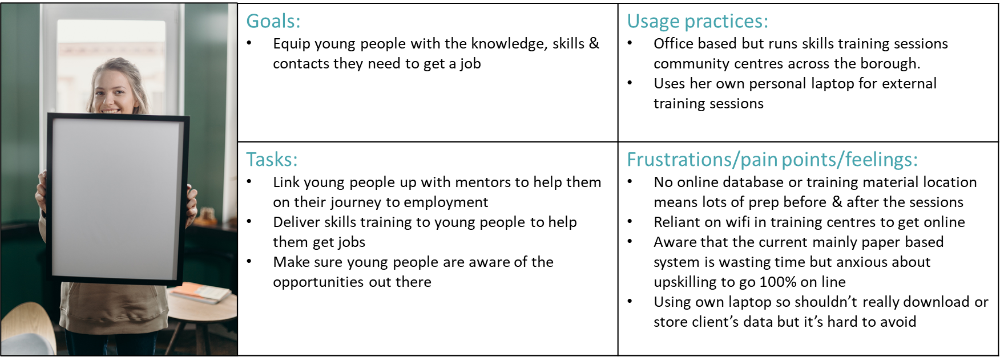 Goals:
• Equip young people with the knowledge, skills &
contacts they need to get a job
Usage practices:
• Office based but runs skills training sessions
community centres across the borough.
• Uses her own personal laptop for external
training sessions
Tasks:
• Link young people up with mentors to help them
on their journey to employment
• Deliver skills training to young people to help
them get jobs
• Make sure young people are aware of the
opportunities out there
Frustrations/pain points/feelings:
• No online database or training material location
means lots of prep before & after the sessions
• Reliant on wifi in training centres to get online
• Aware that the current mainly paper based
system is wasting time but anxious about
upskilling to go 100% on line
• Using own laptop so shouldn’t really download or
store client’s data but it’s hard to avoid